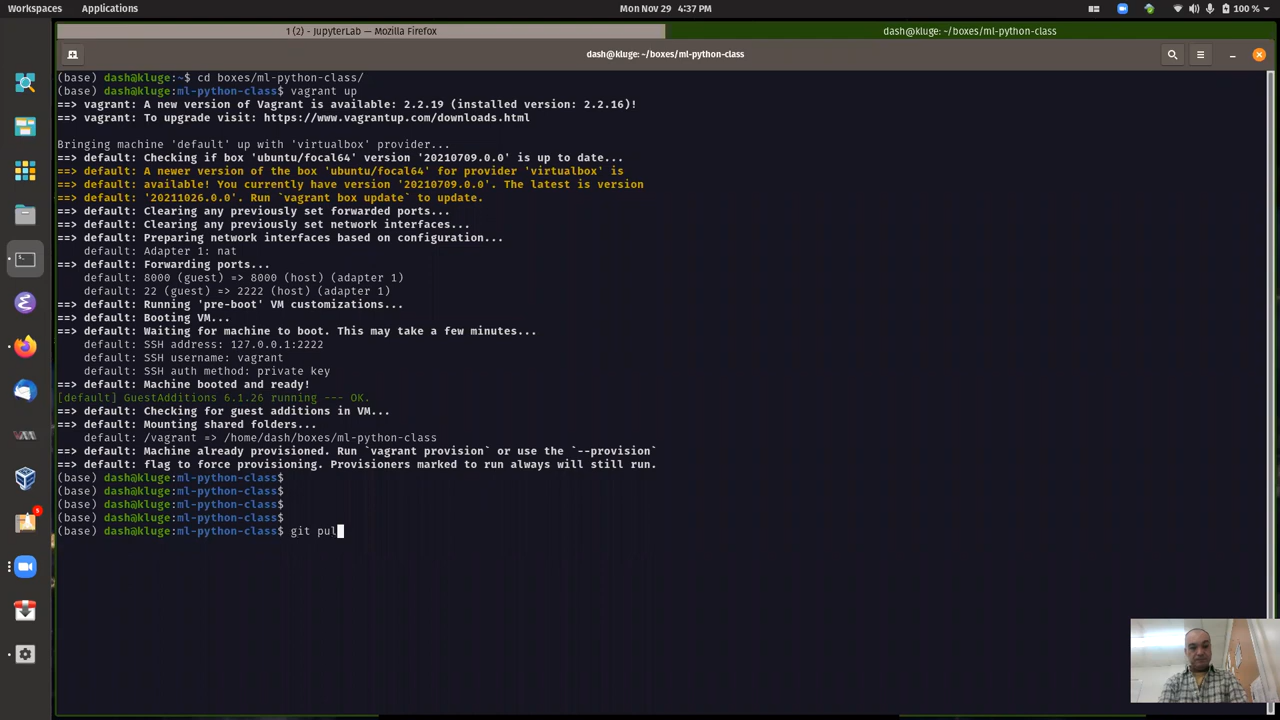 Workspaces Applications Mon Nov 29 4:37 PM 100 %
1 (2) - JupyterLab — Mozilla Firefox dash@kluge: ~/boxes/ml-python-class
dash@kluge: ~/boxes/ml-python-class
(base) dash@kluge:~$ cd boxes/ml-python-class/
(base) dash@kluge:ml-python-class$ vagrant up
==> vagrant: A new version of Vagrant is available: 2.2.19 (installed version: 2.2.16)!
==> vagrant: To upgrade visit: https://www.vagrantup.com/downloads.html
Bringing machine 'default' up with 'virtualbox' provider...
==> default: Checking if box 'ubuntu/focal64' version '20210709.0.0' is up to date...
==> default: A newer version of the box 'ubuntu/focal64' for provider 'virtualbox' is
==> default: available! You currently have version '20210709.0.0'. The latest is version
==> default: '20211026.0.0'. Run `vagrant box update` to update.
==> default: Clearing any previously set forwarded ports...
==> default: Clearing any previously set network interfaces...
==> default: Preparing network interfaces based on configuration...
default: Adapter 1: nat
==> default: Forwarding ports...
default: 8000 (guest) => 8000 (host) (adapter 1)
default: 22 (guest) => 2222 (host) (adapter 1)
==> default: Running 'pre-boot' VM customizations...
==> default: Booting VM...
==> default: Waiting for machine to boot. This may take a few minutes...
default: SSH address: 127.0.0.1:2222
default: SSH username: vagrant
default: SSH auth method: private key
==> default: Machine booted and ready!
[default] GuestAdditions 6.1.26 running --- OK.
==> default: Checking for guest additions in VM...
==> default: Mounting shared folders...
default: /vagrant => /home/dash/boxes/ml-python-class
==> default: Machine already provisioned. Run `vagrant provision` or use the `--provision`
==> default: flag to force provisioning. Provisioners marked to run always will still run.
(base) dash@kluge:ml-python-class$
(base) dash@kluge:ml-python-class$
(base) dash@kluge:ml-python-class$
(base) dash@kluge:ml-python-class$
(base) dash@kluge:ml-python-class$ git pul